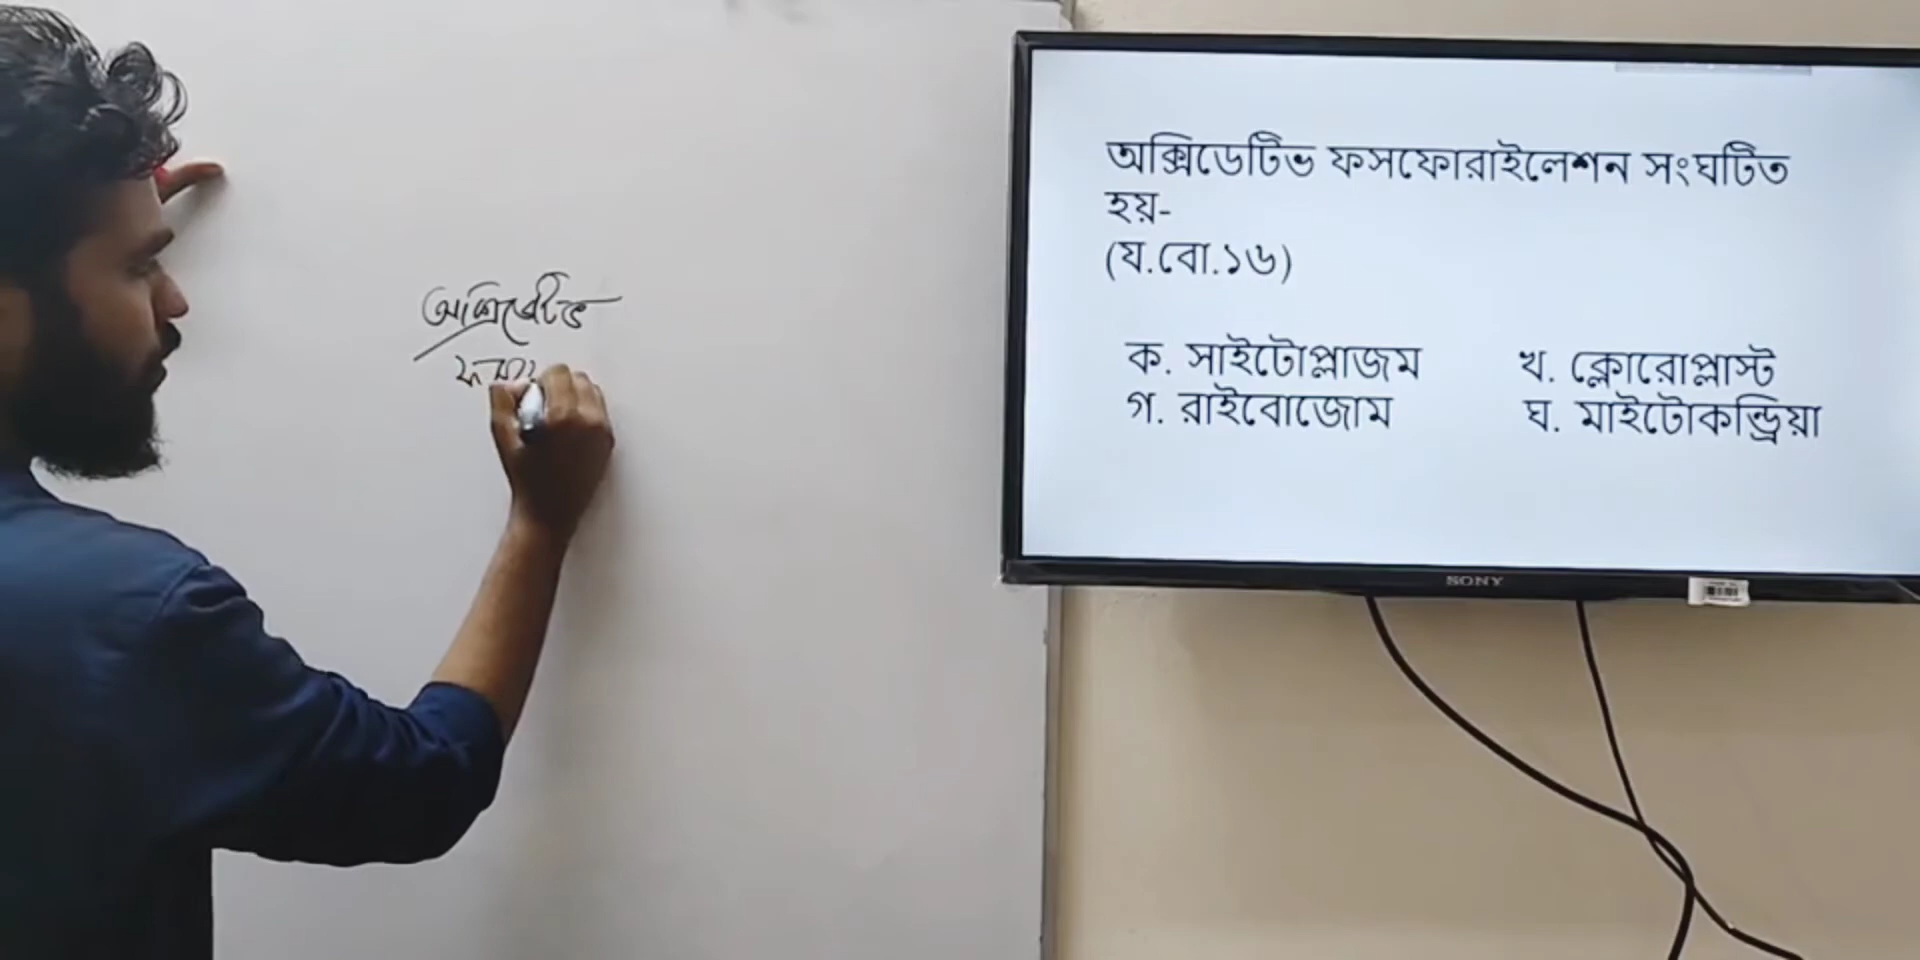 অক্সিডেটিভ
অক্সিডেটিভ ফসফোরাইলেশন সংঘটিত
হয়-
(য.বো.১৬)
ক. সাইটোপ্লাজম খ. ক্লোরোপ্লাস্ট
গ. রাইবোজোম ঘ. মাইটোকন্ড্রিয়া
SONY